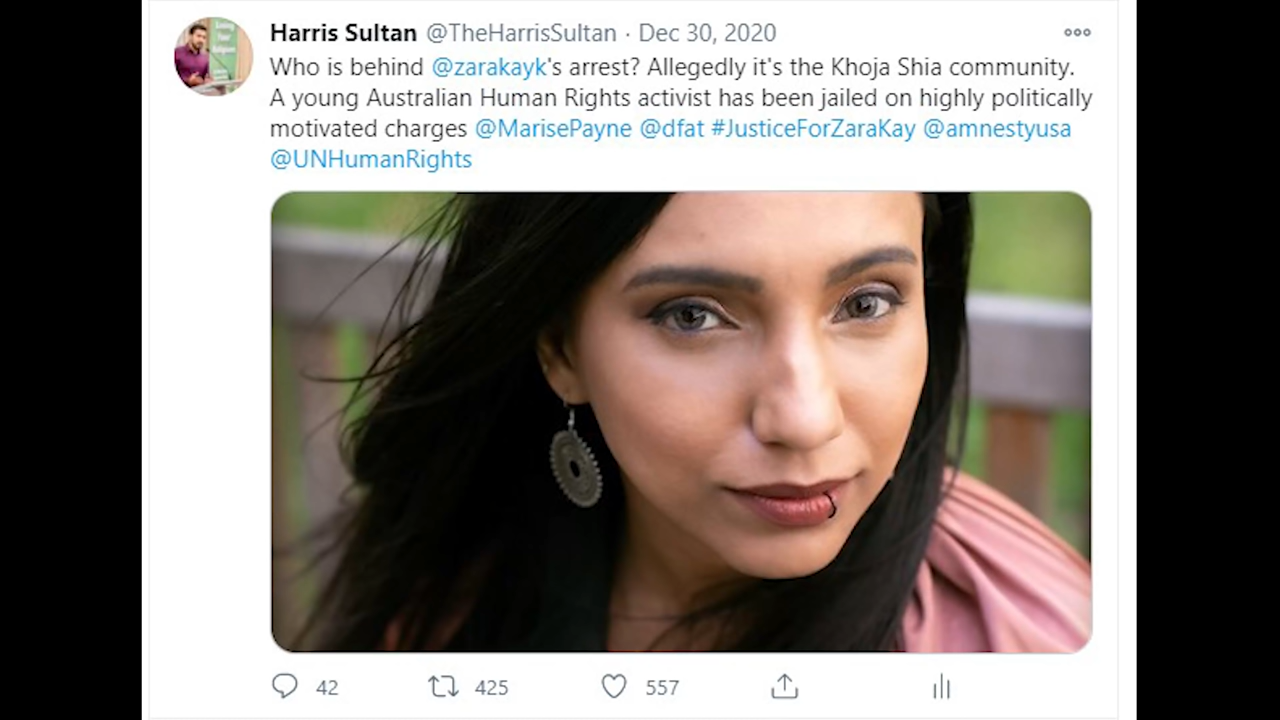 Harris Sultan @TheHarrisSultan · Dec 30, 2020
Who is behind @zarakayk's arrest? Allegedly it's the Khoja Shia community.
A young Australian Human Rights activist has been jailed on highly politically
motivated charges @MarisePayne @dfat #JusticeForZaraKay @amnestyusa
@UNHumanRights
42 425 557